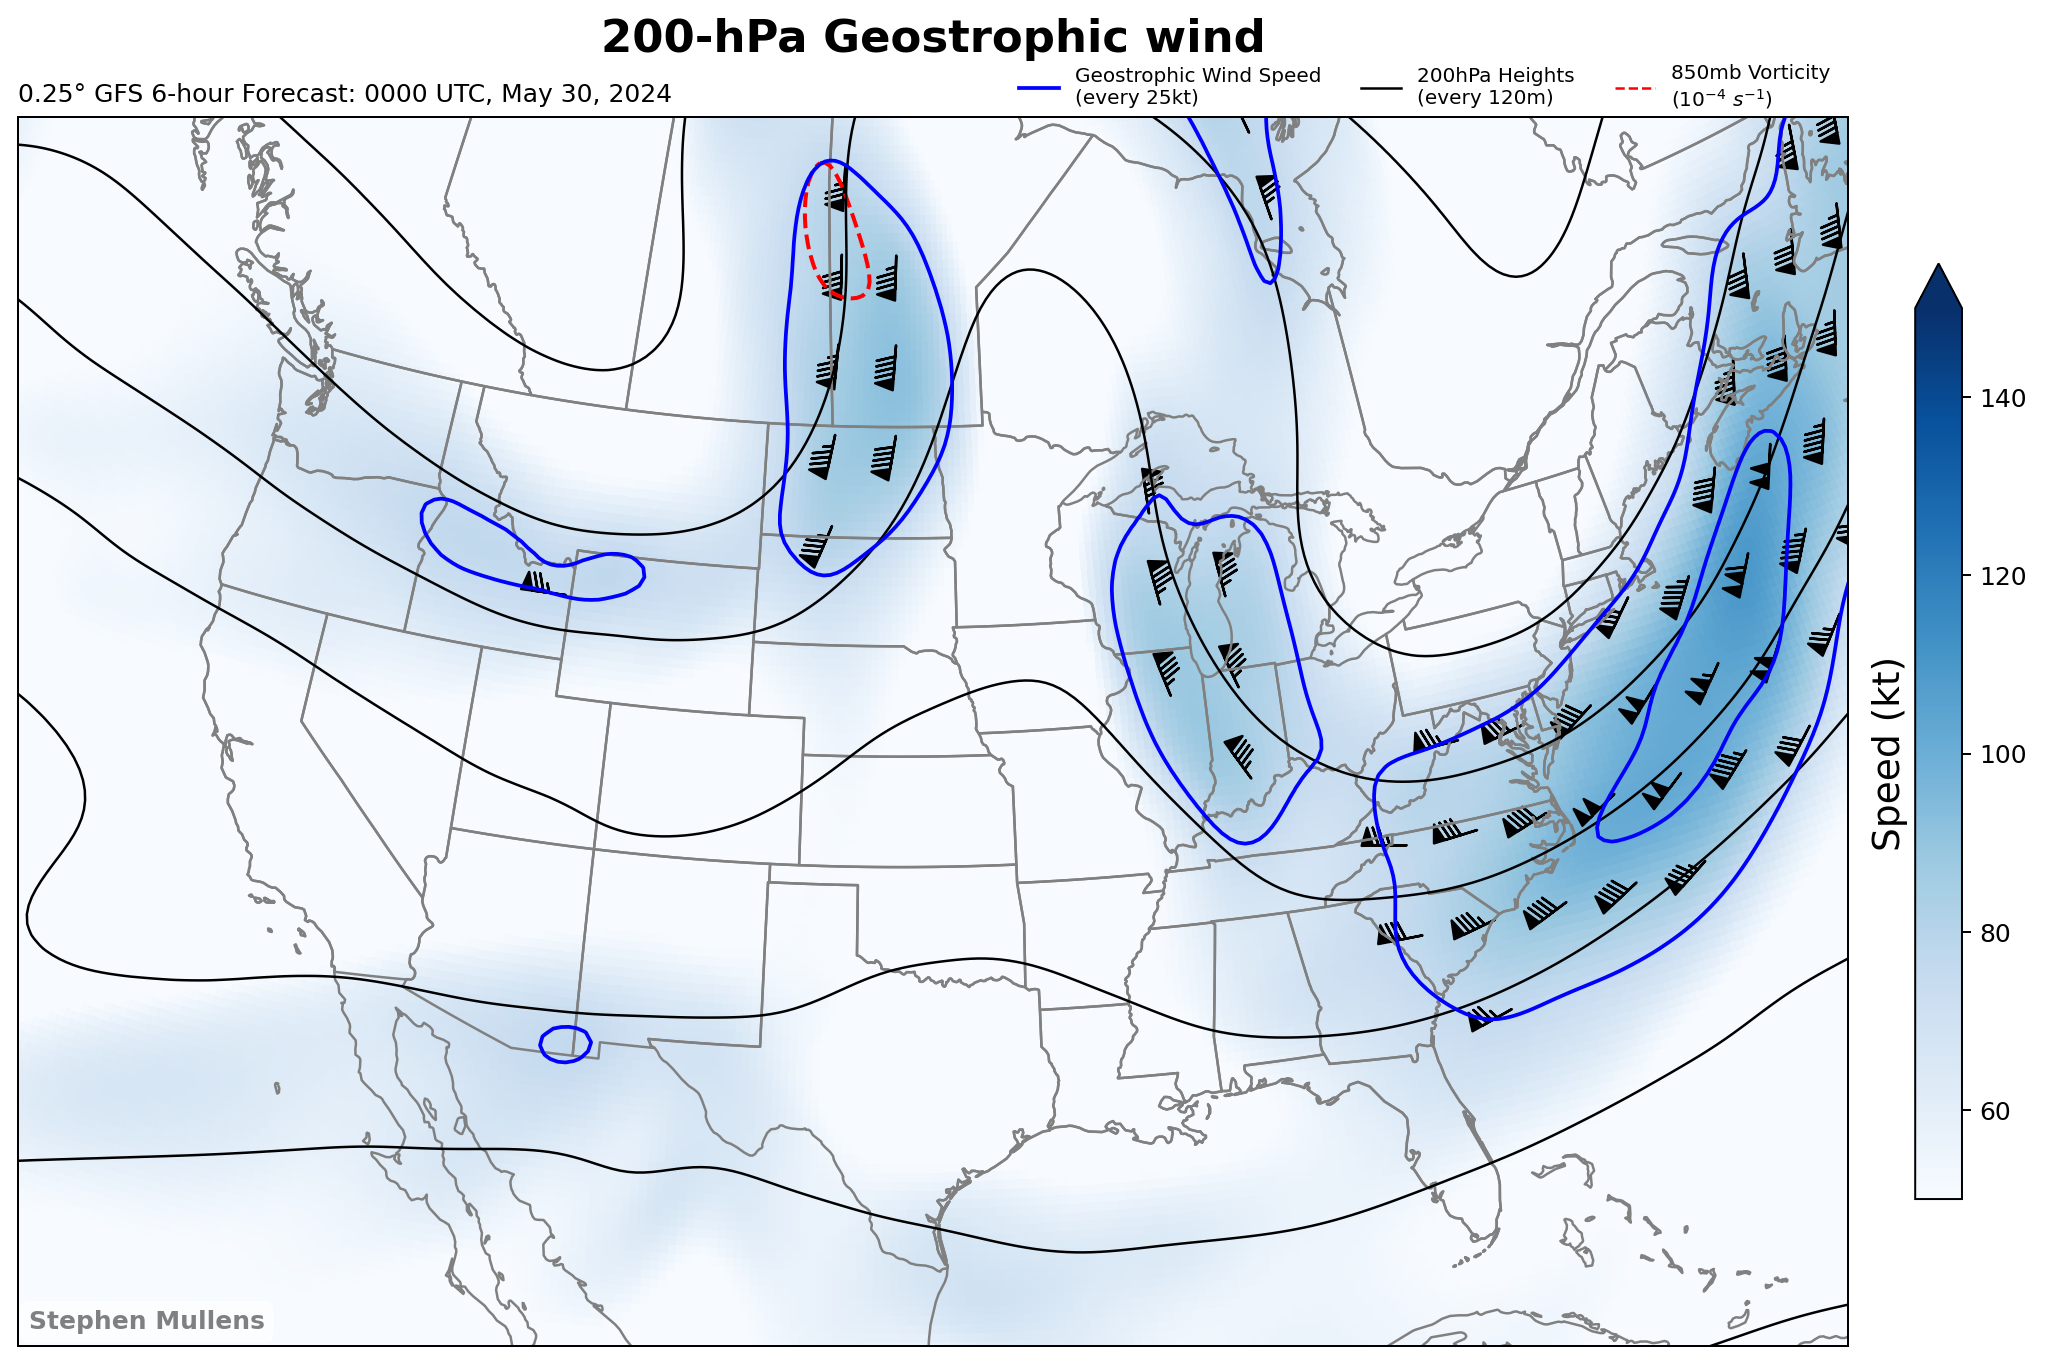 200-hPa Geostrophic wind
0.25° GFS 6-hour Forecast: 0000 UTC, May 30, 2024
Geostrophic Wind Speed
(every 25kt)
200hPa Heights
(every 120m)
850mb Vorticity
(10⁻⁴ s⁻¹)
140
120
100
80
60
Speed (kt)
Stephen Mullens